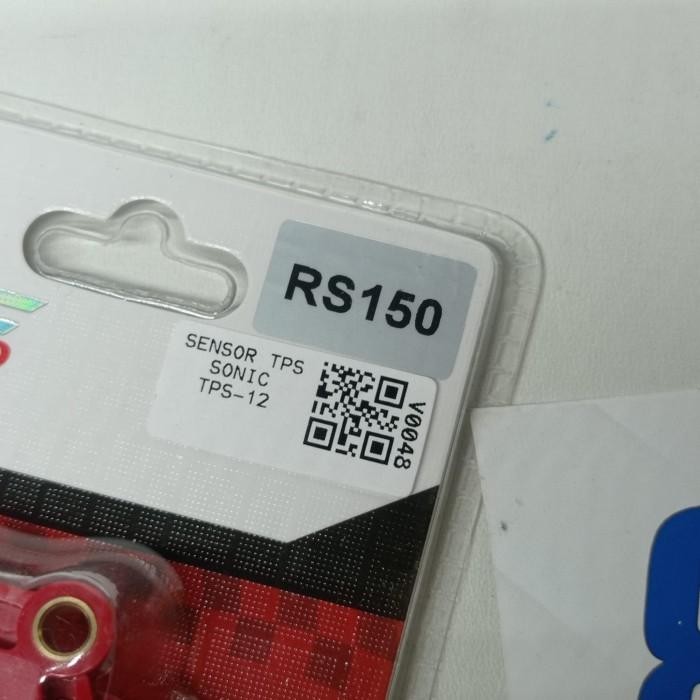 RS150
SENSOR TPS
SONIC
TPS-12
V0048